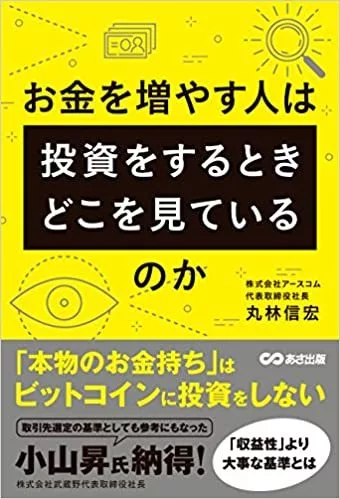 お金を増やす人は
投資をするとき
どこを見ている
のか
株式会社アースコム
代表取締役社長
丸林信宏
「本物のお金持ち」は
ビットコインに投資をしない
あさ出版
取引先選定の基準としても参考にもなった
小山昇氏納得!
株式会社武蔵野代表取締役社長
「収益性」より
大事な基準とは